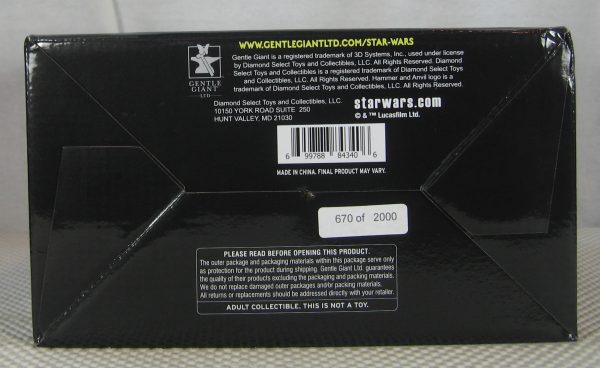 WWW.GENTLEGIANTLTD.COM/STAR-WARS
GENTLE
GIANT
LTD
Gentle Giant is a registered trademark of 3D Systems, Inc., used under license
by Diamond Select Toys and Collectibles, LLC. All Rights Reserved. Diamond
Select Toys and Collectibles is a registered trademark of Diamond Select
Toys and Collectibles, LLC. All Rights Reserved. Hammer and Anvil logo is a
trademark of Diamond Select Toys and Collectibles, LLC. All Rights Reserved.
Diamond Select Toys and Collectibles, LLC.
10150 YORK ROAD SUITE 250
HUNT VALLEY, MD 21030
starwars.com
© & ™ Lucasfilm Ltd.
6 99788 84340 6
MADE IN CHINA. FINAL PRODUCT MAY VARY.
670 of 2000
PLEASE READ BEFORE OPENING THIS PRODUCT.
The outer package and packaging materials within this package serve only
as protection for the product during shipping. Gentle Giant Ltd. guarantees
the quality of their products excluding the packaging and packing materials.
We do not replace damaged outer packages and/or packing materials.
All returns or replacements should be addressed directly with your retailer.
ADULT COLLECTIBLE. THIS IS NOT A TOY.